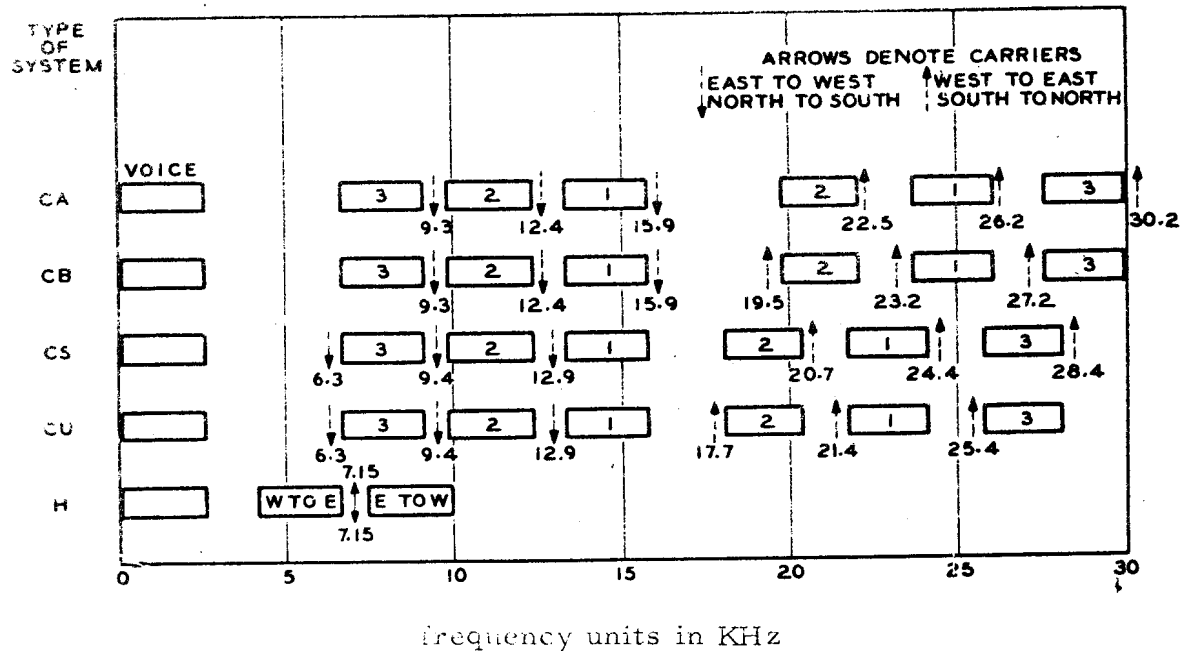 TYPE
OF
SYSTEM
ARROWS DENOTE CARRIERS
EAST TO WEST
NORTH TO SOUTH
WEST TO EAST
SOUTH TO NORTH
VOICE
CA
3
2
1
2
1
3
9.3
12.4
15.9
22.5
26.2
30.2
CB
3
2
1
2
1
3
9.3
12.4
15.9
19.5
23.2
27.2
CS
3
2
1
2
1
3
6.3
9.4
12.9
20.7
24.4
28.4
CU
3
2
1
2
1
3
6.3
9.4
12.9
17.7
21.4
25.4
7.15
H
W TO E
E TO W
7.15
0 5 10 15 20 25 30
frequency units in KHz